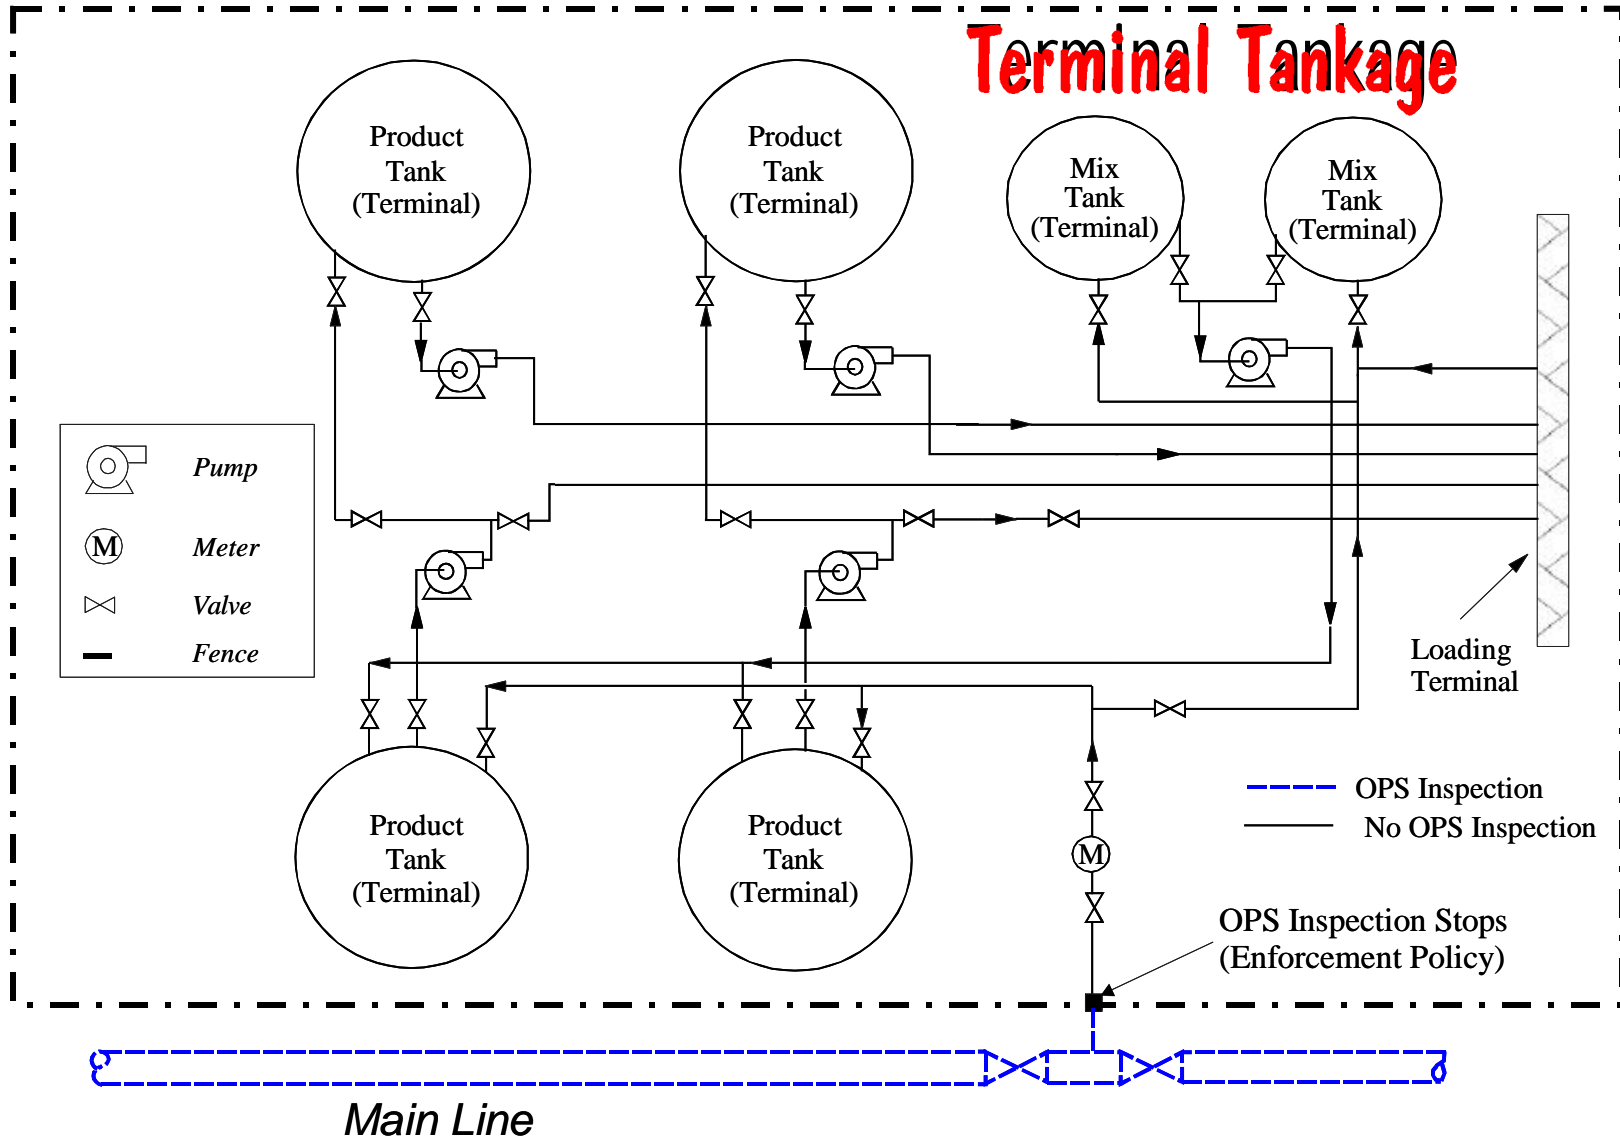 Terminal Tankage
Product
Tank
(Terminal)
Product
Tank
(Terminal)
Mix
Tank
(Terminal)
Mix
Tank
(Terminal)
Pump
M
Meter
Valve
Fence
Loading
Terminal
Product
Tank
(Terminal)
Product
Tank
(Terminal)
M
OPS Inspection
No OPS Inspection
OPS Inspection Stops
(Enforcement Policy)
Main Line